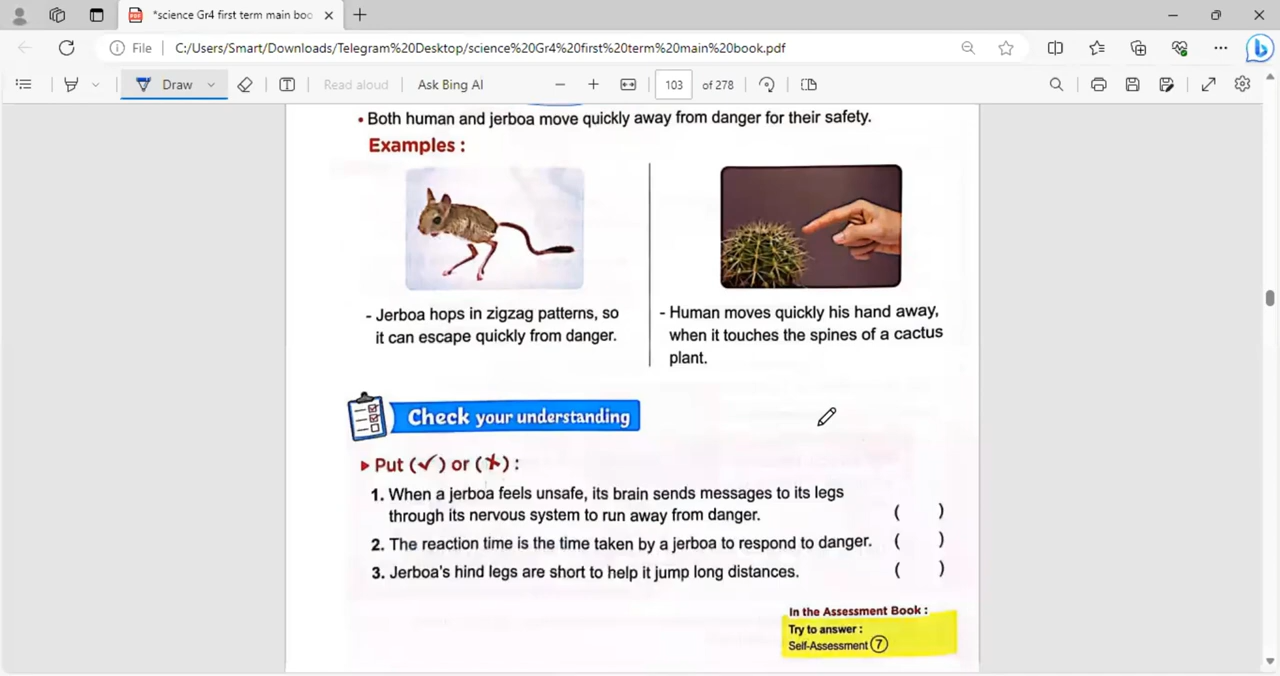 *science Gr4 first term main boo
File
C:/Users/Smart/Downloads/Telegram%20Desktop/science%20Gr4%20first%20term%20main%20book.pdf
Draw
Read aloud
Ask Bing AI
103
of 278
• Both human and jerboa move quickly away from danger for their safety.
Examples :
- Jerboa hops in zigzag patterns, so
it can escape quickly from danger.
- Human moves quickly his hand away,
when it touches the spines of a cactus
plant.
Check your understanding
Put (✓) or (✗) :
1. When a jerboa feels unsafe, its brain sends messages to its legs
through its nervous system to run away from danger. ( )
2. The reaction time is the time taken by a jerboa to respond to danger. ( )
3. Jerboa's hind legs are short to help it jump long distances. ( )
In the Assessment Book :
Try to answer :
Self-Assessment 7